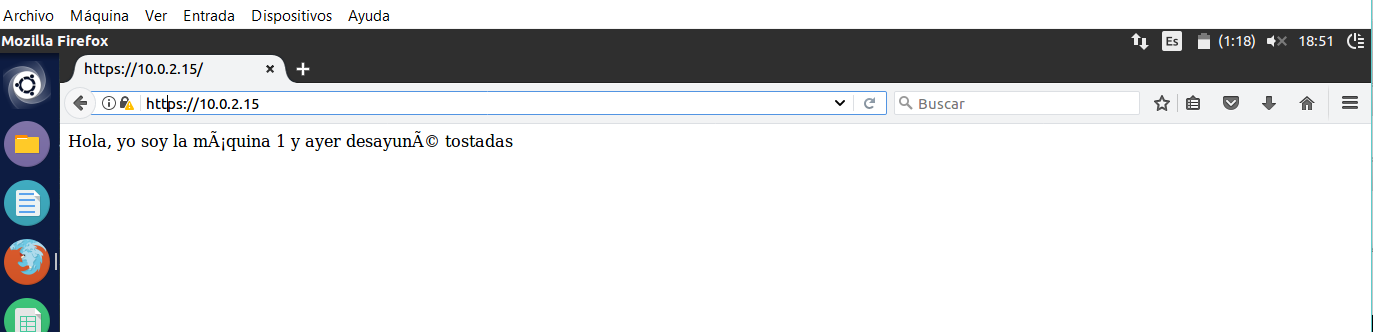 Archivo Máquina Ver Entrada Dispositivos Ayuda
Mozilla Firefox Es (1:18) 18:51
https://10.0.2.15/
https://10.0.2.15 Buscar
Hola, yo soy la mÃ¡quina 1 y ayer desayunÃ© tostadas